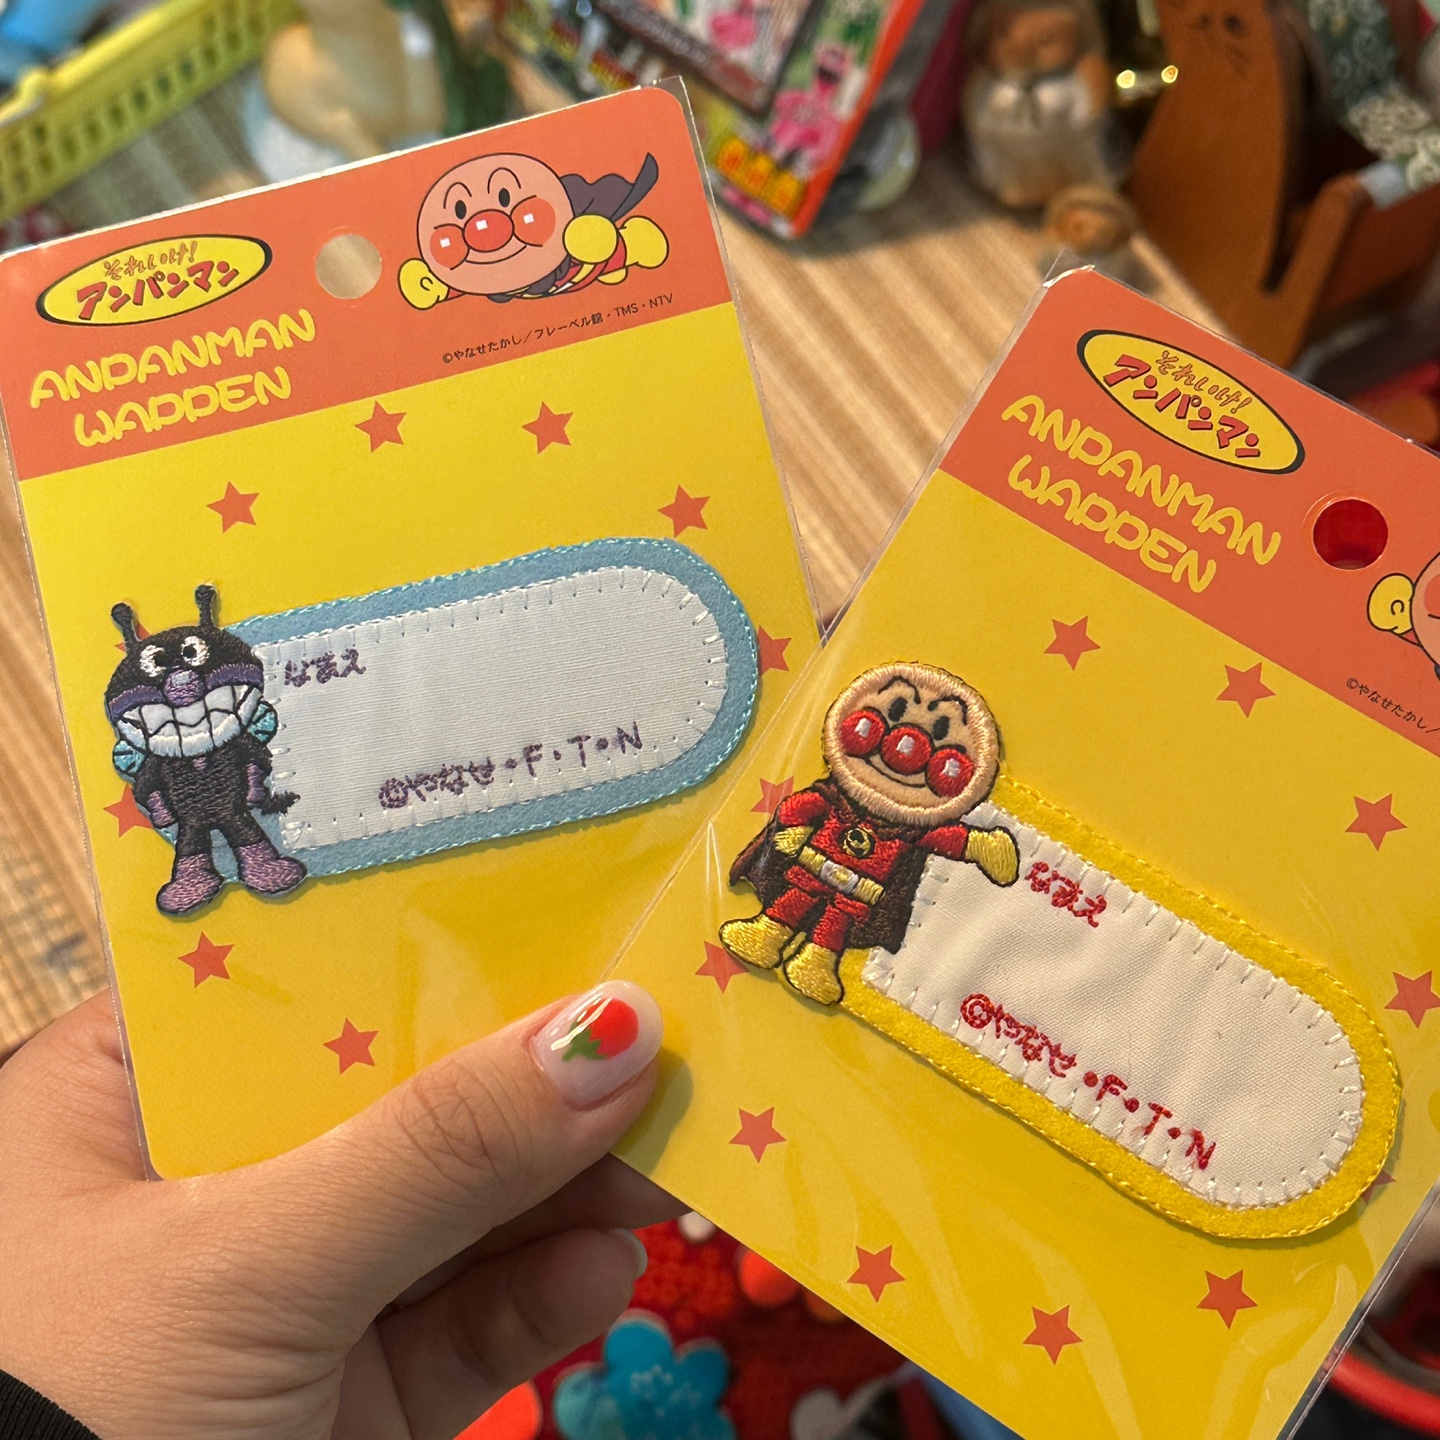 それいけ!
アンパンマン
ANPANMAN
WAPPEN
©やなせたかし/フレーベル館・TMS・NTV
なまえ
©やなせ・F・T・N
それいけ!
アンパンマン
ANPANMAN
WAPPEN
©やなせたかし/
なまえ
©やなせ・F・T・N